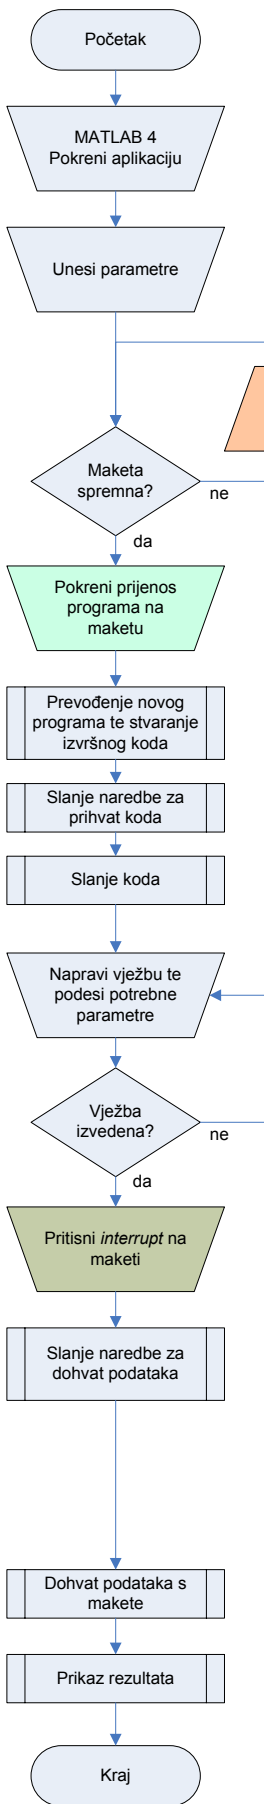 Početak
MATLAB 4
Pokreni aplikaciju
Unesi parametre
Maketa
spremna?
ne
da
Pokreni prijenos
programa na
maketu
Prevođenje novog
programa te stvaranje
izvršnog koda
Slanje naredbe za
prihvat koda
Slanje koda
Napravi vježbu te
podesi potrebne
parametre
Vježba
izvedena?
ne
da
Pritisni interrupt na
maketi
Slanje naredbe za
dohvat podataka
Dohvat podataka s
makete
Prikaz rezultata
Kraj